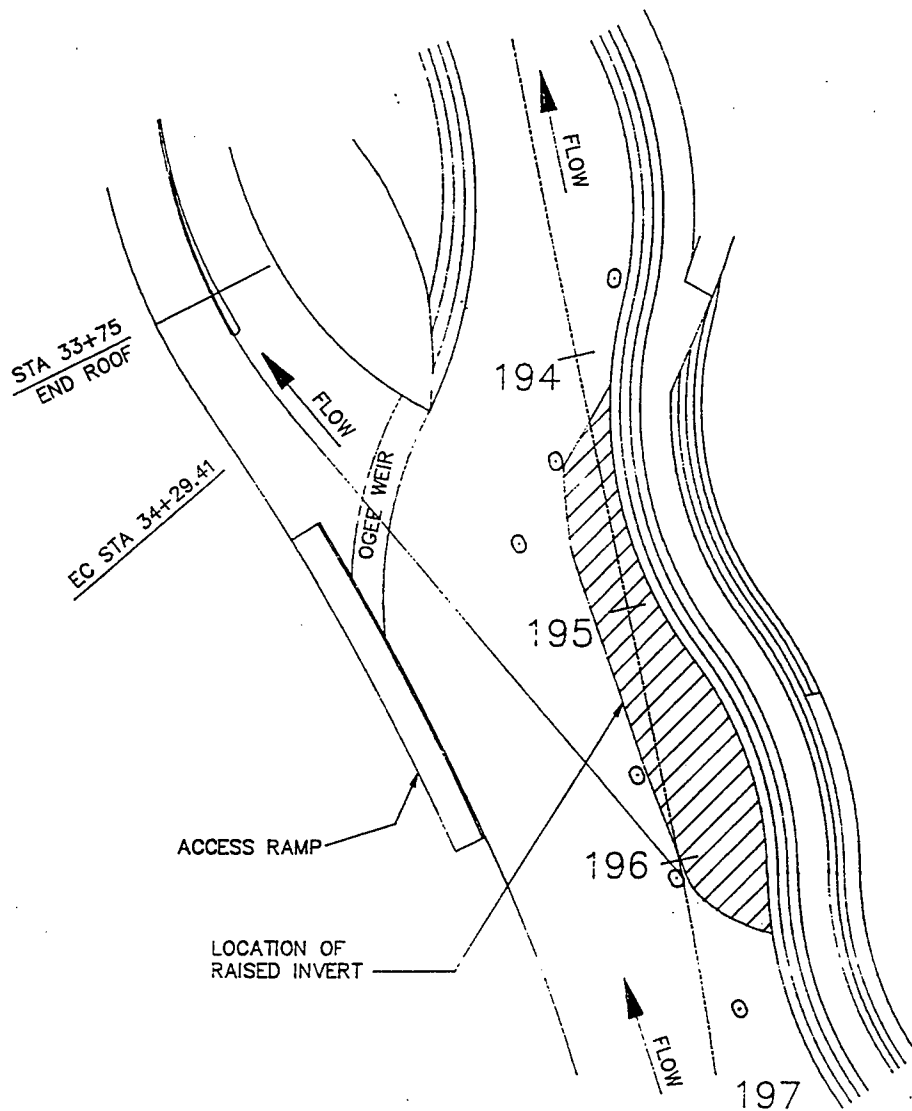 FLOW
194
STA 33+75
END ROOF
FLOW
OGEE WEIR
EC STA 34+29.41
195
ACCESS RAMP
196
LOCATION OF
RAISED INVERT
FLOW
197